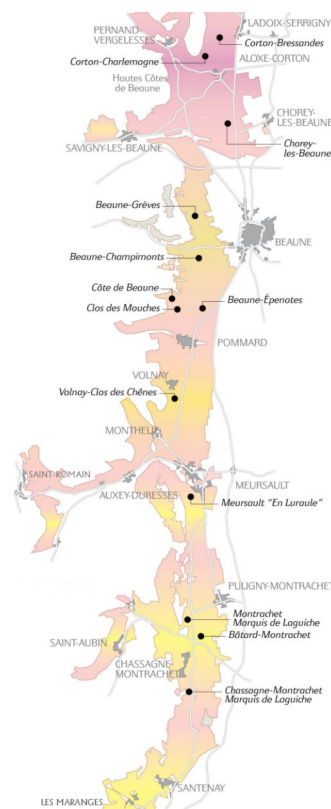 LADOIX-SERRIGNY
PERNAND-
VERGELESSES
Corton-Bressandes
Corton-Charlemagne
ALOXE-CORTON
Hautes Côtes
de Beaune
CHOREY
LES-BEAUNE
SAVIGNY-LES-BEAUNE
Chorey
les-Beaune
Beaune-Grèves
BEAUNE
Beaune-Champimonts
Côte de Beaune
Clos des Mouches
Beaune-Épenotes
POMMARD
VOLNAY
Volnay-Clos des Chênes
MONTHELIE
SAINT-ROMAIN
MEURSAULT
AUXEY-DURESSES
Meursault "En Luraule"
PULIGNY-MONTRACHET
Montrachet
Marquis de Laguiche
Bâtard-Montrachet
SAINT-AUBIN
CHASSAGNE-
MONTRACHET
Chassagne-Montrachet
Marquis de Laguiche
SANTENAY
LES MARANGES